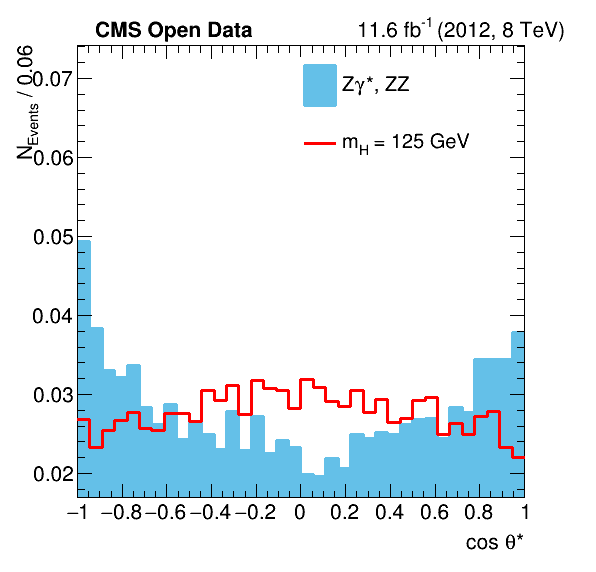 CMS Open Data
11.6 fb⁻¹ (2012, 8 TeV)
N_Events / 0.06
0.07
0.06
0.05
0.04
0.03
0.02
Zγ*, ZZ
m_H = 125 GeV
−1 −0.8 −0.6 −0.4 −0.2 0 0.2 0.4 0.6 0.8 1
cos θ*